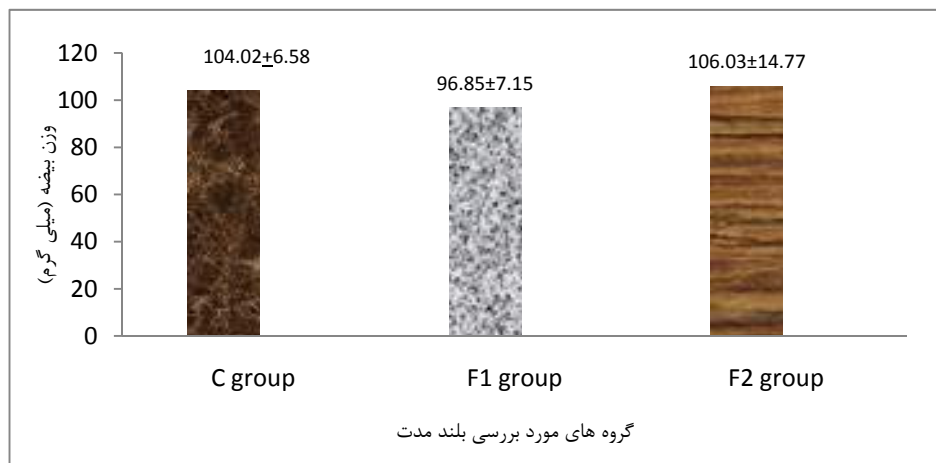 120
100
80
60
40
20
0
وزن بیضه (میلی گرم)
104.02±6.58
96.85±7.15
106.03±14.77
C group
F1 group
F2 group
گروه های مورد بررسی بلند مدت